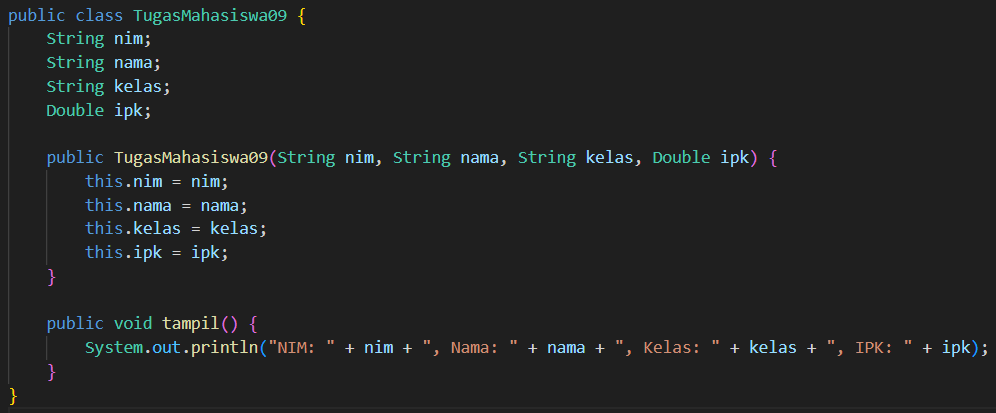 public class TugasMahasiswa09 {
    String nim;
    String nama;
    String kelas;
    Double ipk;

    public TugasMahasiswa09(String nim, String nama, String kelas, Double ipk) {
        this.nim = nim;
        this.nama = nama;
        this.kelas = kelas;
        this.ipk = ipk;
    }

    public void tampil() {
        System.out.println("NIM: " + nim + ", Nama: " + nama + ", Kelas: " + kelas + ", IPK: " + ipk);
    }
}